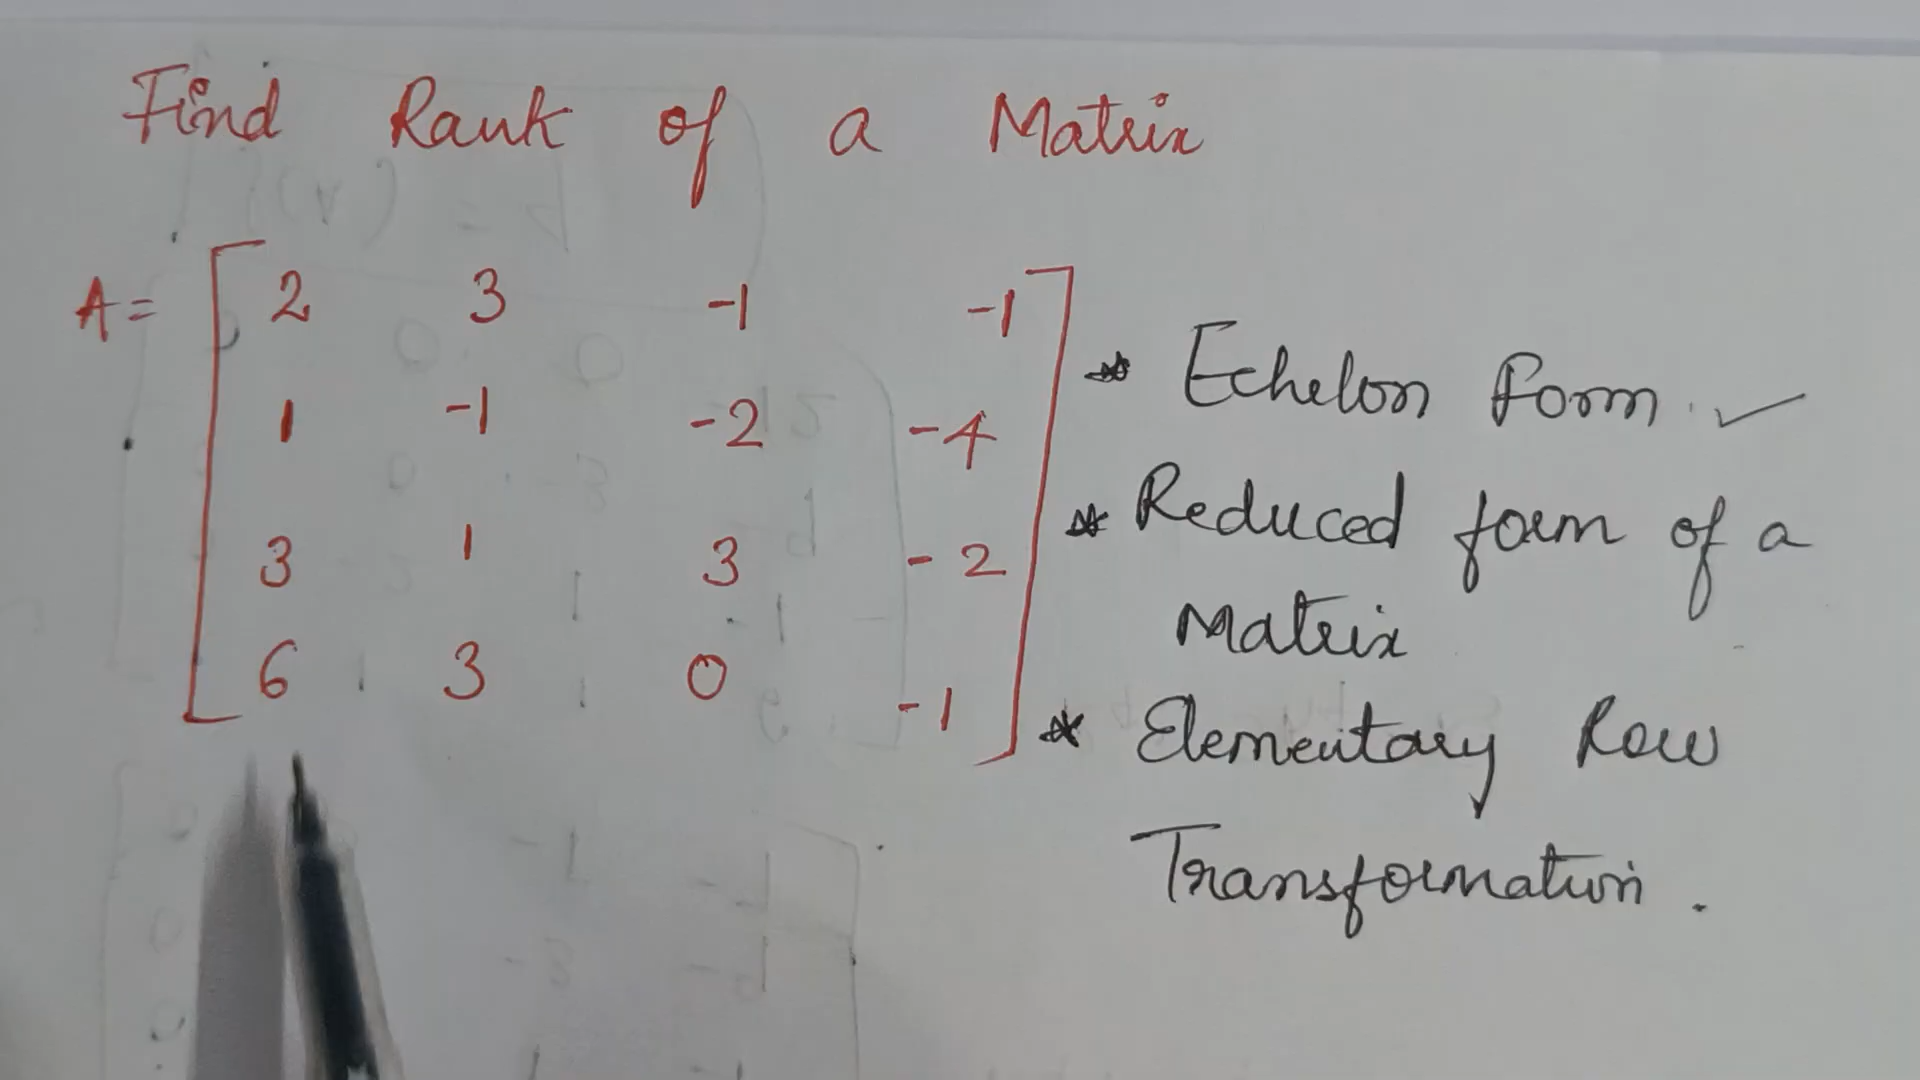 Find Rank of a Matrix
A = 2 3 -1 -1
1 -1 -2 -4
3 1 3 -2
6 3 0 -1
* Echelon Form. ✓
* Reduced form of a
Matrix
* Elementary Row
Transformation.